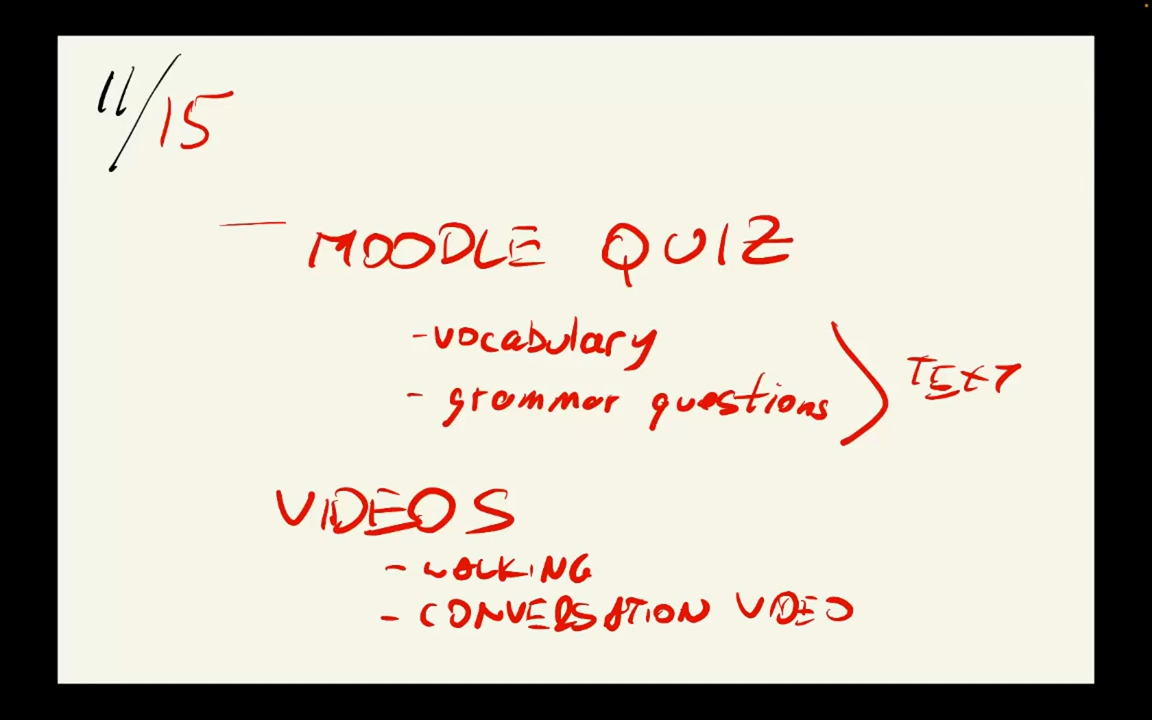 11/15
— MOODLE QUIZ
- vocabulary
- grammar questions
TEXT
VIDEOS
- WALKING
- CONVERSATION VIDEO